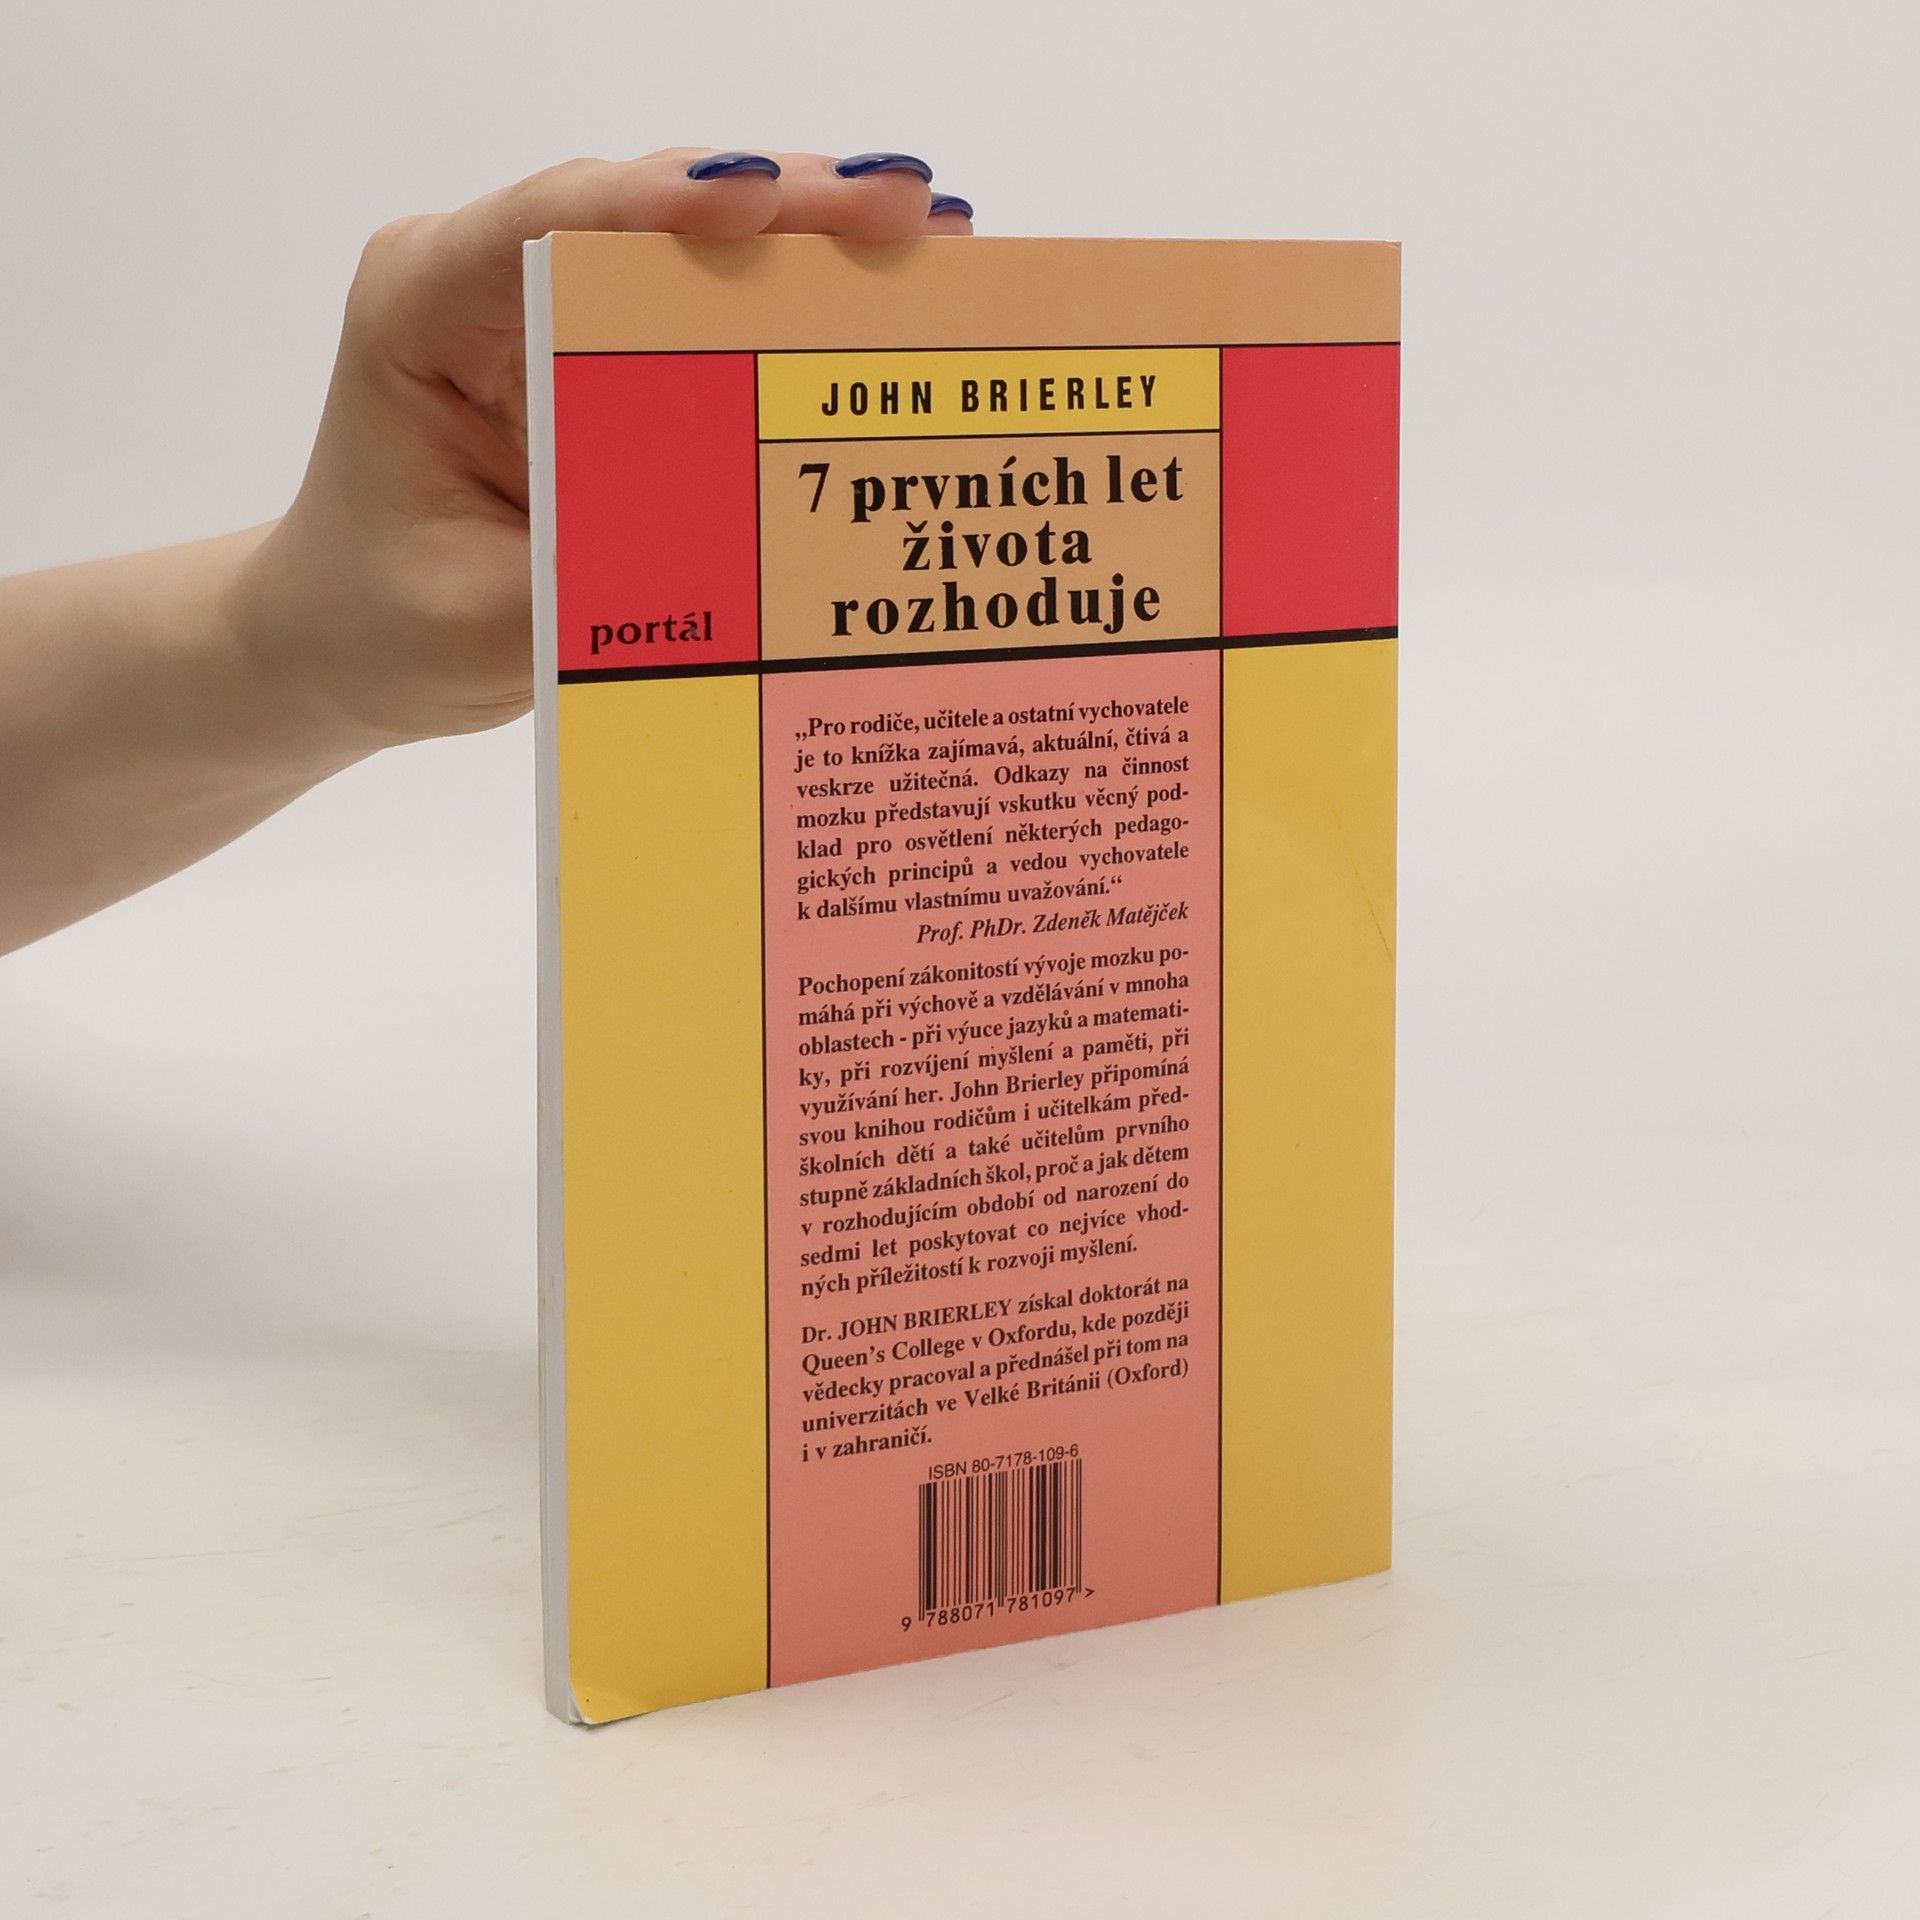 JOHN BRIERLEY
7 prvních let
života
rozhoduje
portál
„Pro rodiče, učitele a ostatní vychovatele
je to knížka zajímavá, aktuální, čtivá a
veskrze užitečná. Odkazy na činnost
mozku představují vskutku věcný pod-
klad pro osvětlení některých pedago-
gických principů a vedou vychovatele
k dalšímu vlastnímu uvažování.“
Prof. PhDr. Zdeněk Matějček
Pochopení zákonitostí vývoje mozku po-
máhá při výchově a vzdělávání v mnoha
oblastech - při výuce jazyků a matemati-
ky, při rozvíjení myšlení a paměti, při
využívání her. John Brierley připomíná
svou knihou rodičům i učitelkám před-
školních dětí a také učitelům prvního
stupně základních škol, proč a jak dětem
v rozhodujícím období od narození do
sedmi let poskytovat co nejvíce vhod-
ných příležitostí k rozvoji myšlení.
Dr. JOHN BRIERLEY získal doktorát na
Queen’s College v Oxfordu, kde později
vědecky pracoval a přednášel při tom na
univerzitách ve Velké Británii (Oxford)
i v zahraničí.
ISBN 80-7178-109-6
9 788071 781097 >